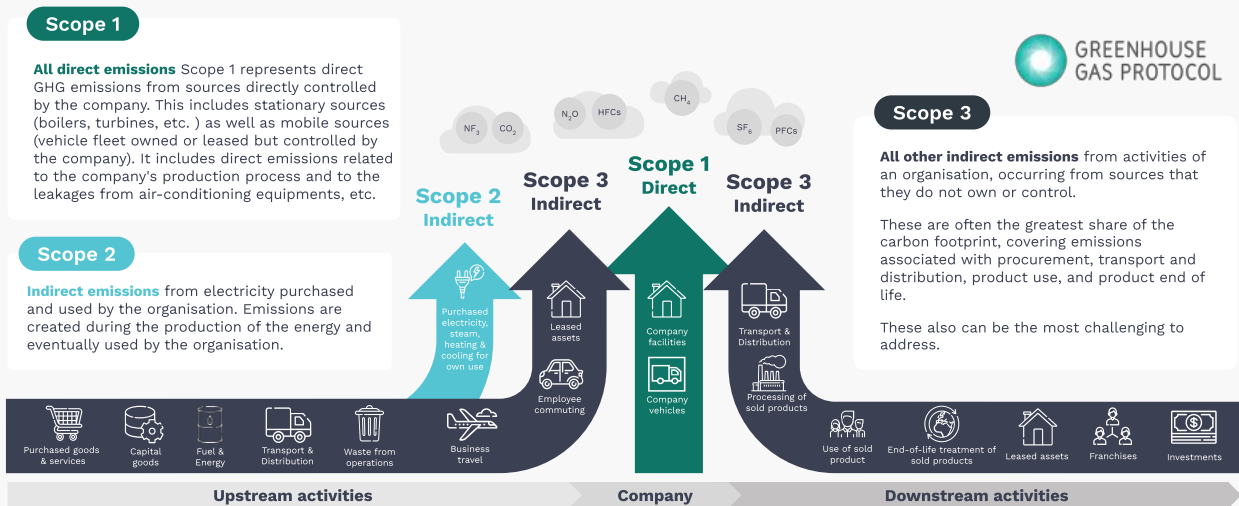 Scope 1
All direct emissions Scope 1 represents direct
GHG emissions from sources directly controlled
by the company. This includes stationary sources
(boilers, turbines, etc. ) as well as mobile sources
(vehicle fleet owned or leased but controlled by
the company). It includes direct emissions related
to the company's production process and to the
leakages from air-conditioning equipments, etc.
Scope 2
Indirect emissions from electricity purchased
and used by the organisation. Emissions are
created during the production of the energy and
eventually used by the organisation.
NF₃
CO₂
N₂O
HFCs
CH₄
SF₆
PFCs
Scope 2
Indirect
Scope 3
Indirect
Scope 1
Direct
Scope 3
Indirect
GREENHOUSE
GAS PROTOCOL
Scope 3
All other indirect emissions from activities of
an organisation, occurring from sources that
they do not own or control.
These are often the greatest share of the
carbon footprint, covering emissions
associated with procurement, transport and
distribution, product use, and product end of
life.
These also can be the most challenging to
address.
Purchased
electricity,
steam,
heating &
cooling for
own use
Leased
assets
Employee
commuting
Company
facilities
Company
vehicles
Transport &
Distribution
Processing of
sold products
Purchased goods
& services
Capital
goods
Fuel &
Energy
Transport &
Distribution
Waste from
operations
Business
travel
Use of sold
product
End-of-life treatment of
sold products
Leased assets
Franchises
Investments
Upstream activities
Company
Downstream activities